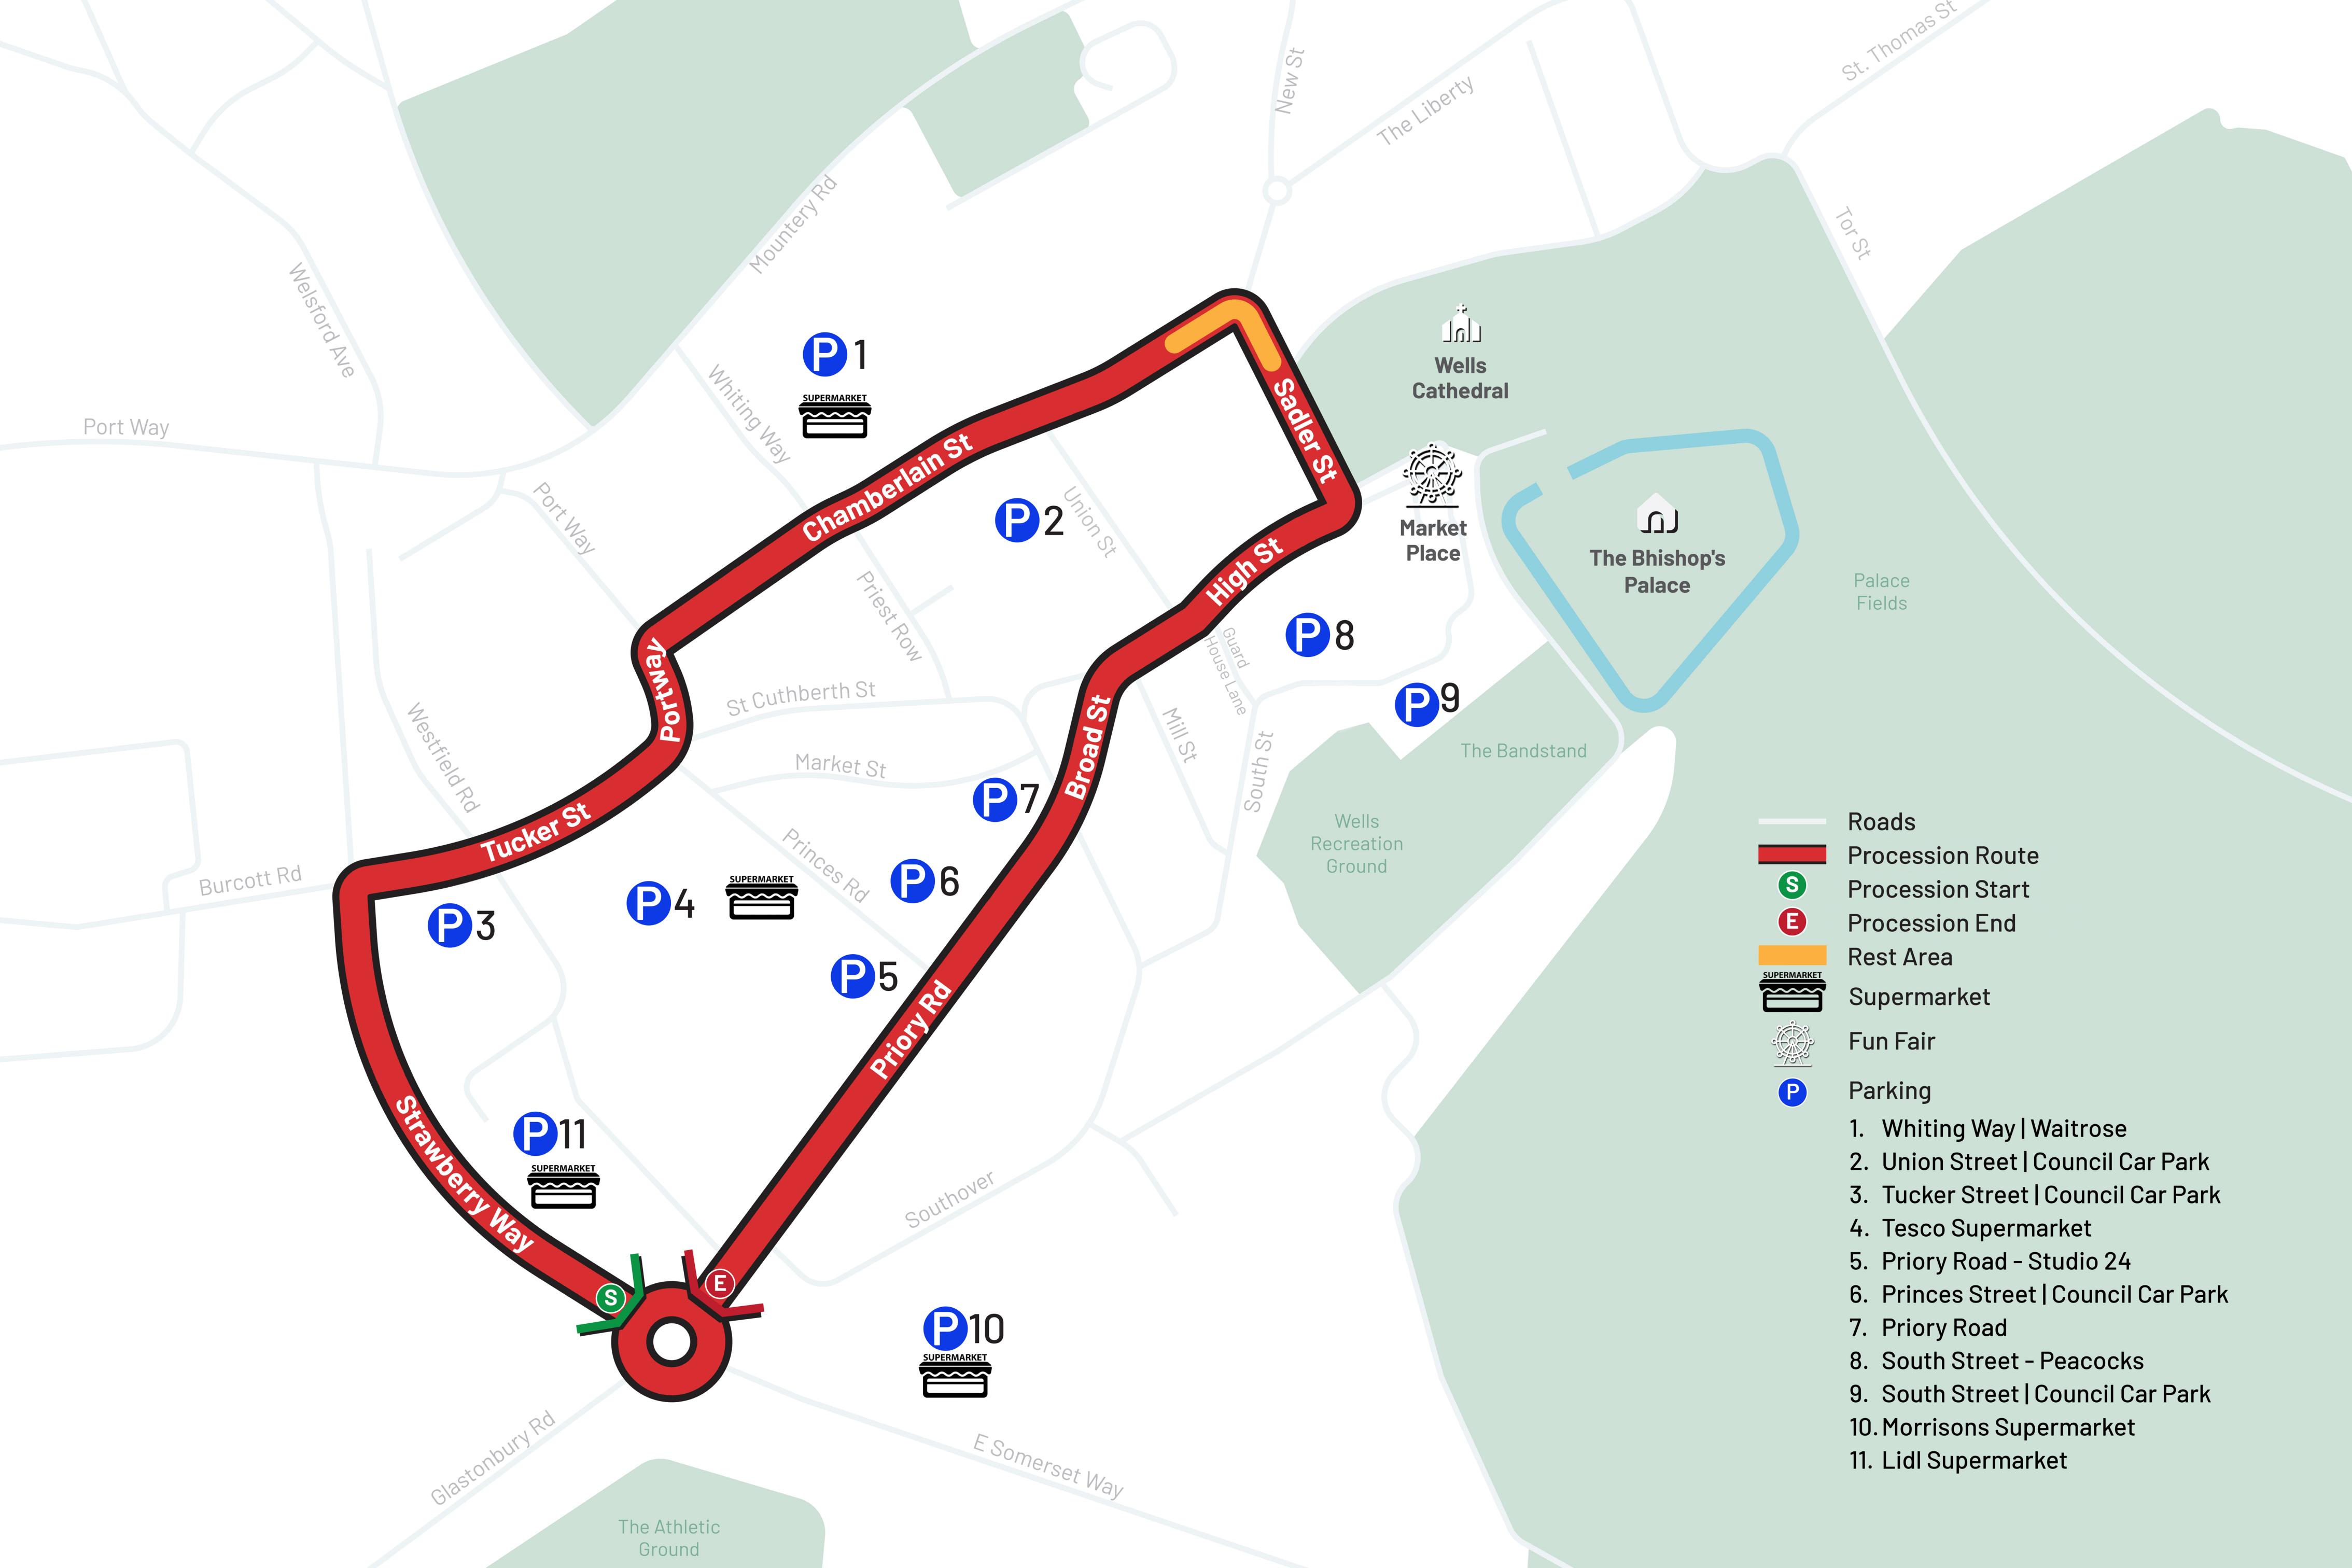 New St
The Liberty
St. Thomas St
Tor St
Mountery Rd
Welsford Ave
Port Way
Port Way
Whiting Way
P 1
SUPERMARKET
Chamberlain St
Sadler St
Wells
Cathedral
Market
Place
The Bhishop's
Palace
Palace
Fields
P 2
Union St
High St
Priest Row
P 8
Guard
House Lane
P 9
Portway
St Cuthberth St
Market St
Broad St
Mill St
South St
The Bandstand
Wells
Recreation
Ground
Westfield Rd
Tucker St
Burcott Rd
P 3
P 4
SUPERMARKET
Princes Rd
P 7
P 6
P 5
Priory Rd
Strawberry Way
P 11
SUPERMARKET
Southover
S
E
P 10
SUPERMARKET
Glastonbury Rd
E Somerset Way
The Athletic
Ground
Roads
Procession Route
S Procession Start
E Procession End
Rest Area
SUPERMARKET
Supermarket
Fun Fair
P Parking
1. Whiting Way | Waitrose
2. Union Street | Council Car Park
3. Tucker Street | Council Car Park
4. Tesco Supermarket
5. Priory Road - Studio 24
6. Princes Street | Council Car Park
7. Priory Road
8. South Street - Peacocks
9. South Street | Council Car Park
10. Morrisons Supermarket
11. Lidl Supermarket